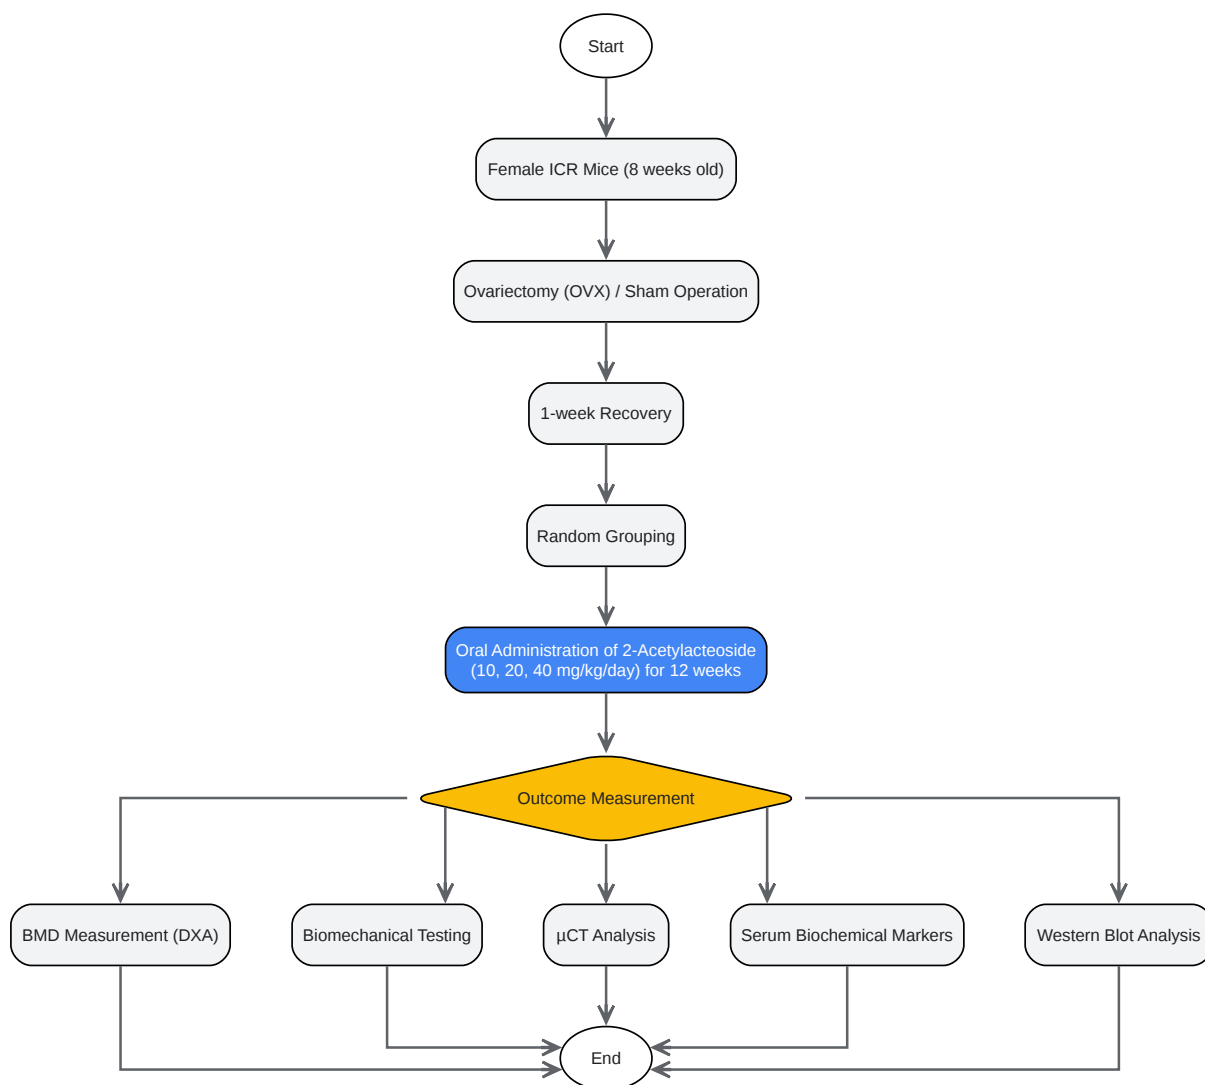 Start
Female ICR Mice (8 weeks old)
Ovariectomy (OVX) / Sham Operation
1-week Recovery
Random Grouping
Oral Administration of 2-Acetylacteoside
(10, 20, 40 mg/kg/day) for 12 weeks
Outcome Measurement
BMD Measurement (DXA)
Biomechanical Testing
µCT Analysis
Serum Biochemical Markers
Western Blot Analysis
End